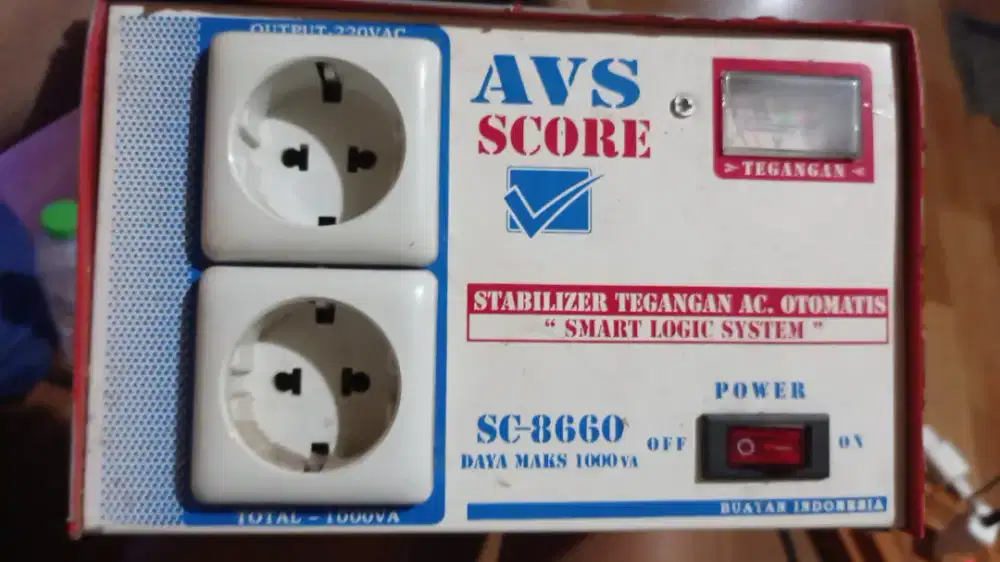 OUTPUT-220VAC
TOTAL - 1000VA
AVS
SCORE
> TEGANGAN <
STABILIZER TEGANGAN AC. OTOMATIS
“ SMART LOGIC SYSTEM ”
SC-8660
DAYA MAKS 1000 VA
POWER
OFF
ON
BUATAN INDONESIA